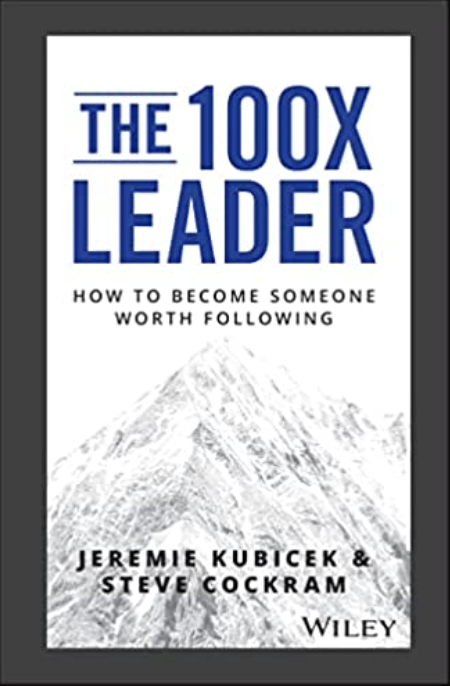 THE 100X
LEADER
HOW TO BECOME SOMEONE
WORTH FOLLOWING
JEREMIE KUBICEK &
STEVE COCKRAM
WILEY